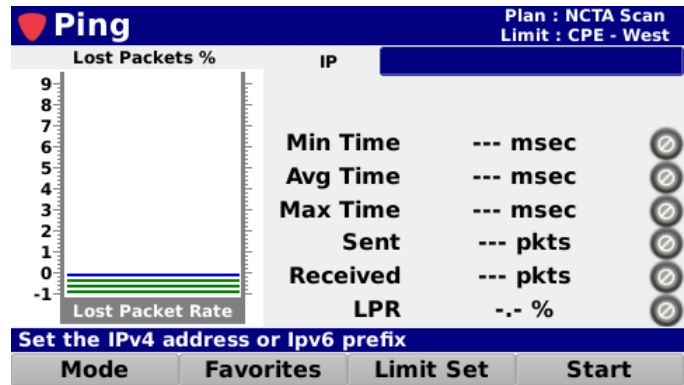 Ping
Plan : NCTA Scan
Limit : CPE - West
Lost Packets %
IP
9
8
7
6
5
4
3
2
1
0
-1
Lost Packet Rate
Min Time --- msec
Avg Time --- msec
Max Time --- msec
Sent --- pkts
Received --- pkts
LPR -.- %
Set the IPv4 address or Ipv6 prefix
Mode Favorites Limit Set Start